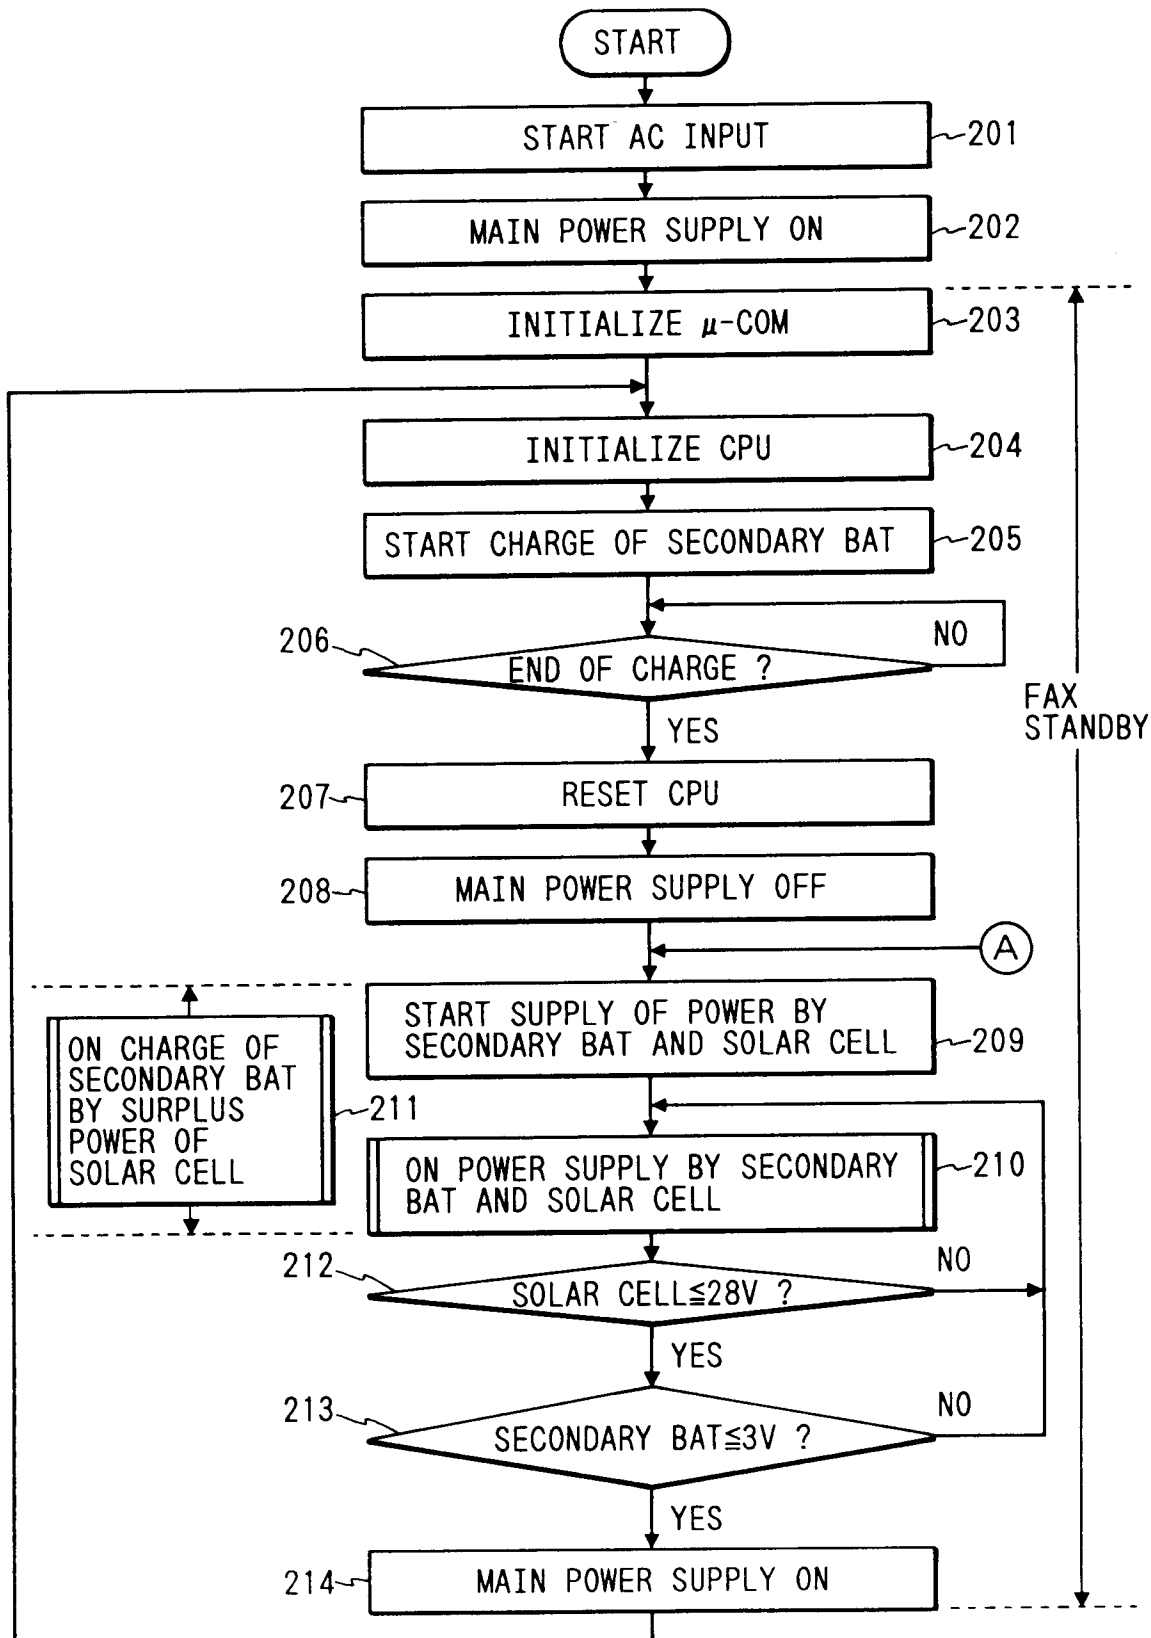 START
START AC INPUT
201
MAIN POWER SUPPLY ON
202
INITIALIZE μ-COM
203
INITIALIZE CPU
204
START CHARGE OF SECONDARY BAT
205
206
NO
END OF CHARGE ?
YES
FAX
STANDBY
RESET CPU
207
MAIN POWER SUPPLY OFF
208
A
START SUPPLY OF POWER BY
SECONDARY BAT AND SOLAR CELL
209
ON CHARGE OF
SECONDARY BAT
BY SURPLUS
POWER OF
SOLAR CELL
211
ON POWER SUPPLY BY SECONDARY
BAT AND SOLAR CELL
210
212
NO
SOLAR CELL≦28V ?
YES
213
NO
SECONDARY BAT≦3V ?
YES
214
MAIN POWER SUPPLY ON